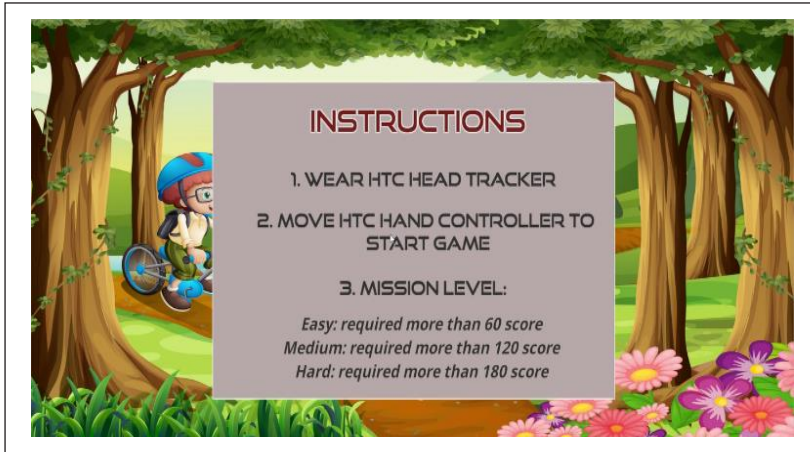 INSTRUCTIONS
1. WEAR HTC HEAD TRACKER
2. MOVE HTC HAND CONTROLLER TO
START GAME
3. MISSION LEVEL:
Easy: required more than 60 score
Medium: required more than 120 score
Hard: required more than 180 score